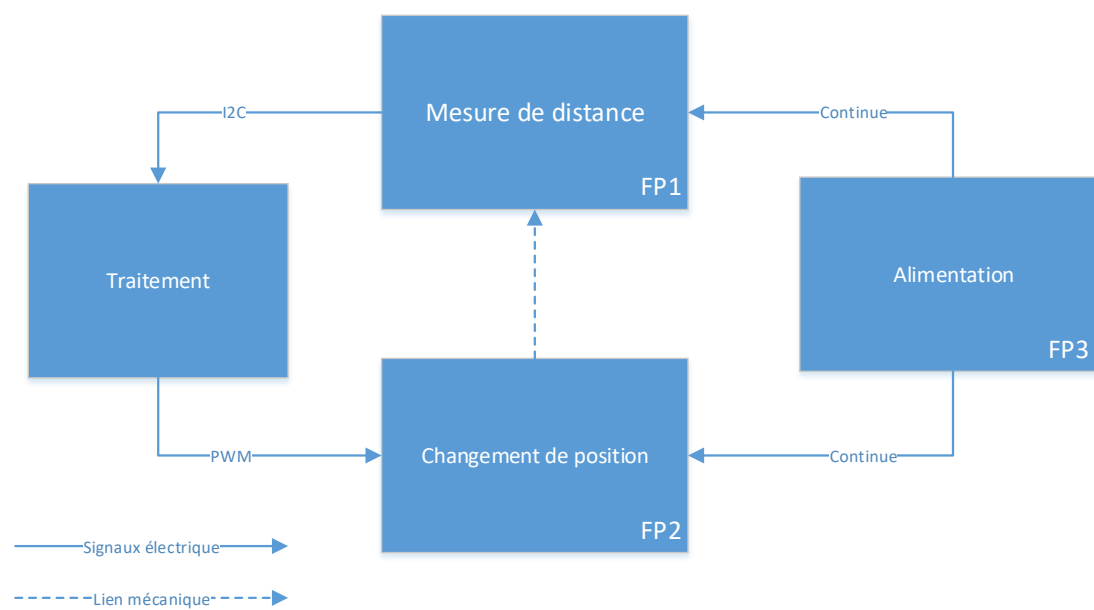 Mesure de distance
FP1
I2C
Continue
Traitement
Alimentation
FP3
Changement de position
FP2
PWM
Continue
Signaux électrique
Lien mécanique